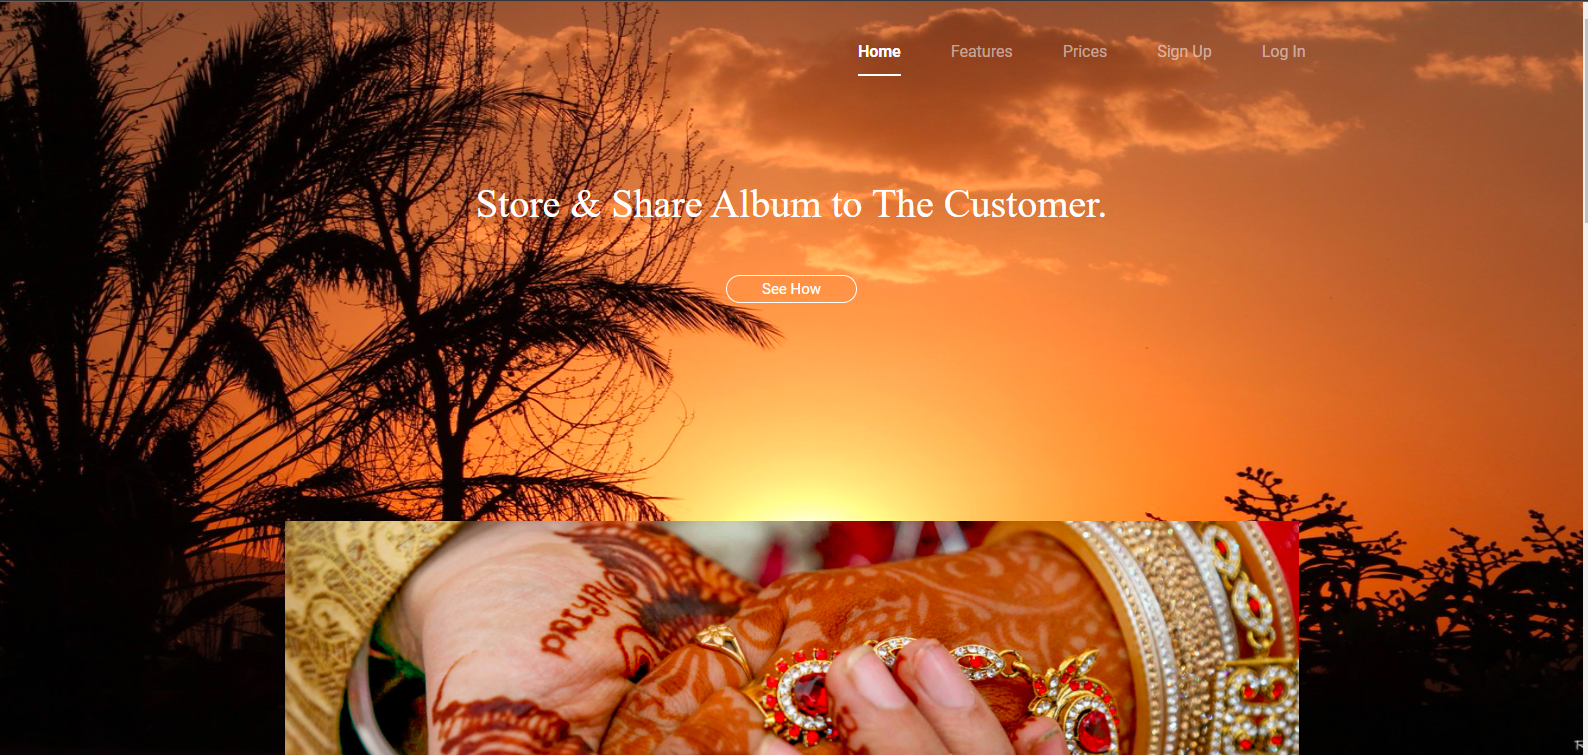 Home Features Prices Sign Up Log In
Store & Share Album to The Customer.
See How
PRIYA